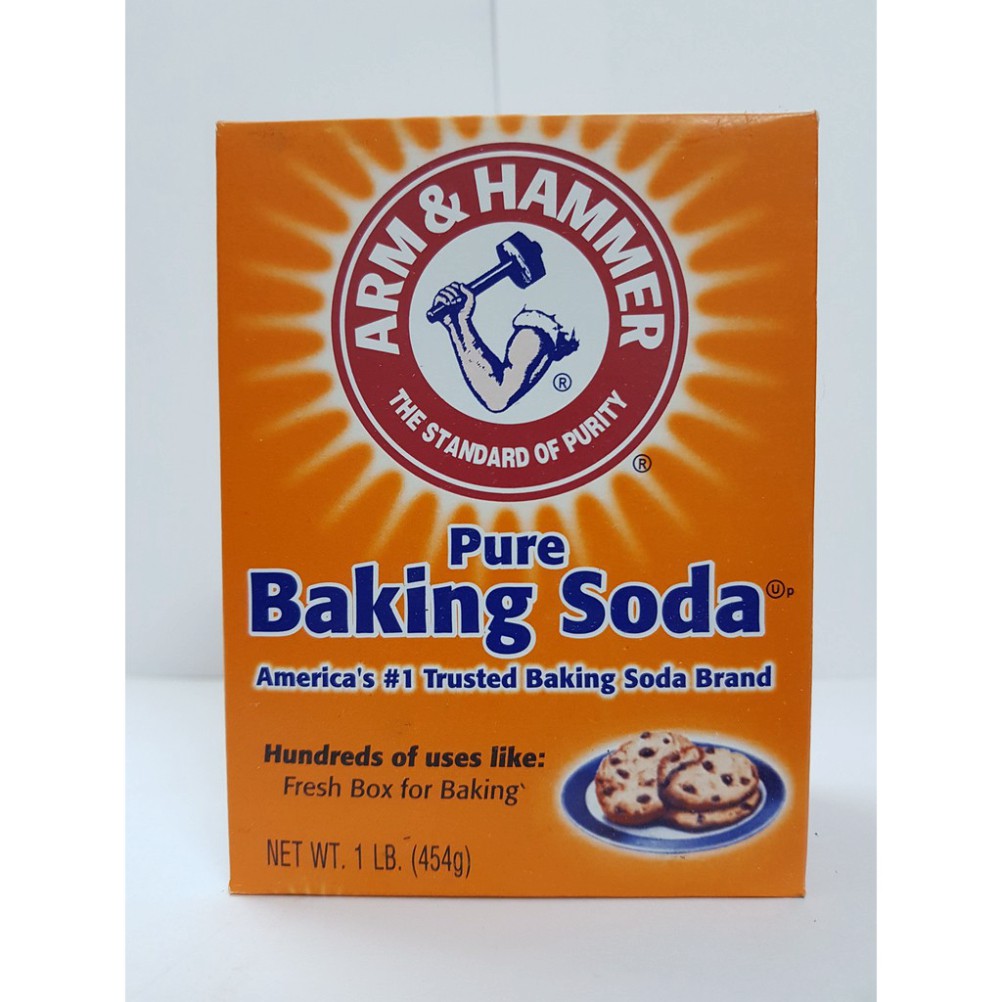 ARM & HAMMER
®
THE STANDARD OF PURITY
®
Pure
Baking Soda Ⓤp
America's #1 Trusted Baking Soda Brand
Hundreds of uses like:
Fresh Box for Baking
NET WT. 1 LB. (454g)